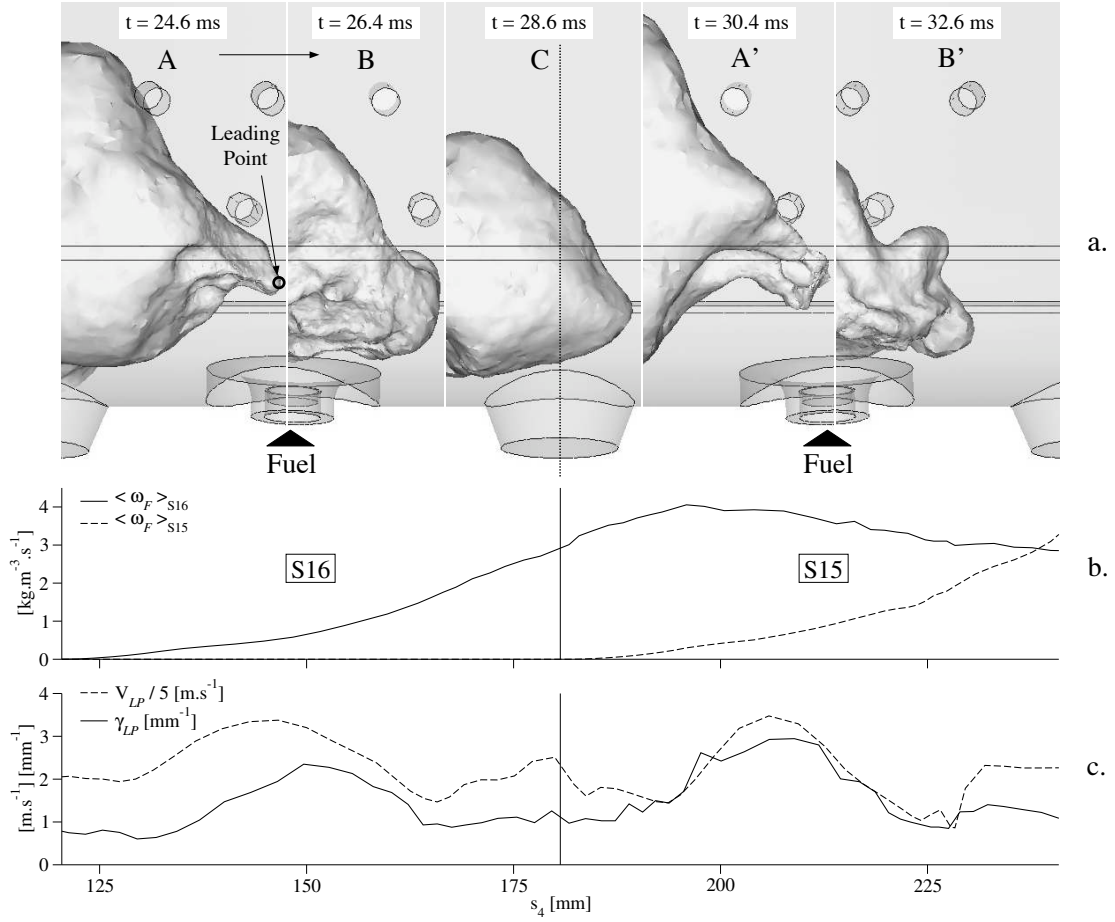 t = 24.6 ms
t = 26.4 ms
t = 28.6 ms
t = 30.4 ms
t = 32.6 ms
A
B
C
A’
B’
Leading
Point
a.
Fuel
Fuel
4
3
2
1
0
[kg.m⁻³.s⁻¹]
< ω_F >_S16
< ω_F >_S15
S16
S15
b.
4
3
2
1
0
[m.s⁻¹] [mm⁻¹]
V_LP / 5 [m.s⁻¹]
γ_LP [mm⁻¹]
c.
125
150
175
200
225
s₄ [mm]